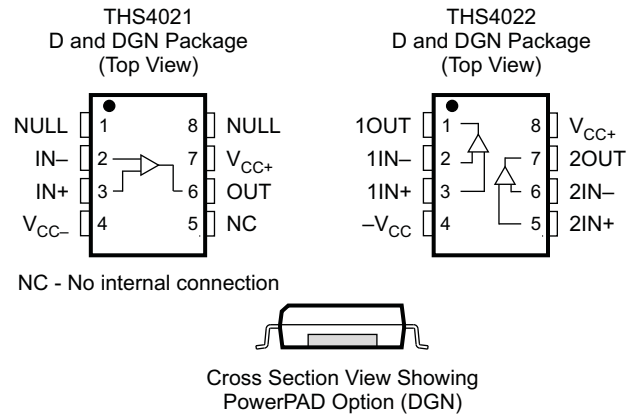 THS4021
D and DGN Package
(Top View)
NULL 1 8 NULL
IN– 2 7 VCC+
IN+ 3 6 OUT
VCC– 4 5 NC
NC - No internal connection
THS4022
D and DGN Package
(Top View)
1OUT 1 8 VCC+
1IN– 2 7 2OUT
1IN+ 3 6 2IN–
–VCC 4 5 2IN+
Cross Section View Showing
PowerPAD Option (DGN)